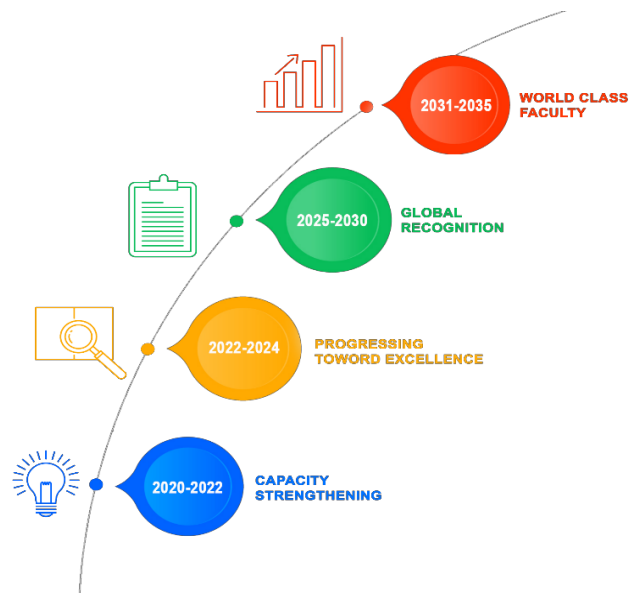 2031-2035
WORLD CLASS
FACULTY
2025-2030
GLOBAL
RECOGNITION
2022-2024
PROGRESSING
TOWORD EXCELLENCE
2020-2022
CAPACITY
STRENGTHENING